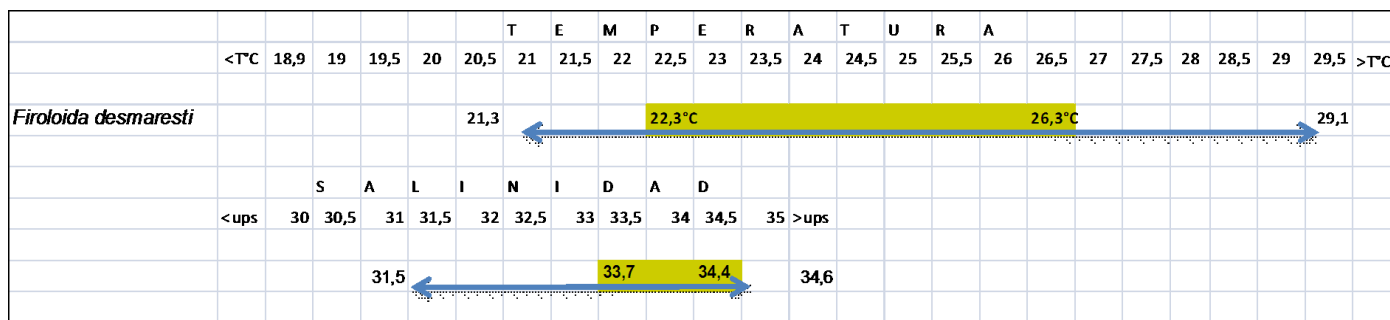 T E M P E R A T U R A
<T°C 18,9 19 19,5 20 20,5 21 21,5 22 22,5 23 23,5 24 24,5 25 25,5 26 26,5 27 27,5 28 28,5 29 29,5 >T°C
Firoloida desmaresti 21,3 22,3°C 26,3°C 29,1
S A L I N I D A D
<ups 30 30,5 31 31,5 32 32,5 33 33,5 34 34,5 35 >ups
31,5 33,7 34,4 34,6